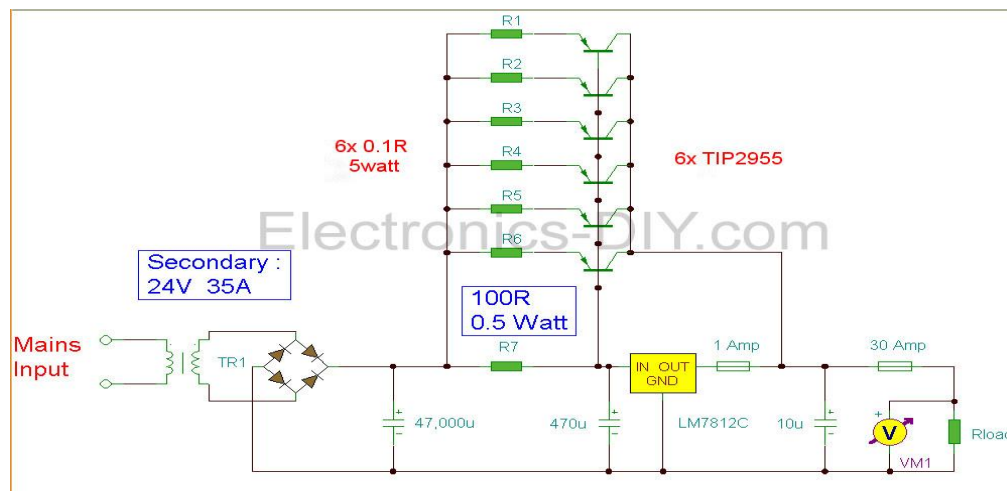 R1
R2
R3
R4
R5
R6
6x 0.1R
5watt
6x TIP2955
Electronics-DIY.com
Secondary :
24V 35A
100R
0.5 Watt
Mains
Input
TR1
R7
IN OUT
GND
1 Amp
30 Amp
+
-
47,000u
+
-
470u
LM7812C
+
-
10u
+
V
VM1
Rload